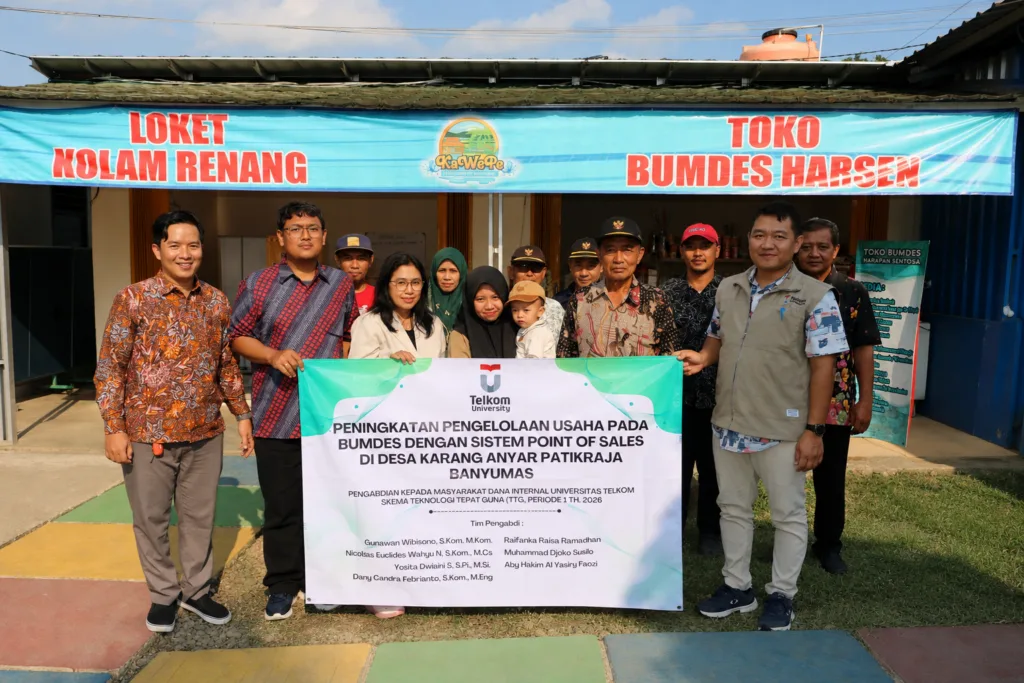 LOKET
KOLAM RENANG
KaWePe
TOKO
BUMDES HARSEN
TOKO BUMDES
HARAPAN SENTOSA
Telkom
University
PENINGKATAN PENGELOLAAN USAHA PADA
BUMDES DENGAN SISTEM POINT OF SALES
DI DESA KARANG ANYAR PATIKRAJA
BANYUMAS
PENGABDIAN KEPADA MASYARAKAT DANA INTERNAL UNIVERSITAS TELKOM
SKEMA TEKNOLOGI TEPAT GUNA (TTG, PERIODE 1 TH. 2026
Tim Pengabdi :
Gunawan Wibisono, S.Kom, M.Kom.
Nicolsas Euclides Wahyu N, S.Kom., M.Cs
Yosita Dwiaini S, S.Pi., M.Si.
Dany Candra Febrianto, S.Kom., M.Eng
Raifanka Raisa Ramadhan
Muhammad Djoko Susilo
Aby Hakim Al Yasiry Faozi